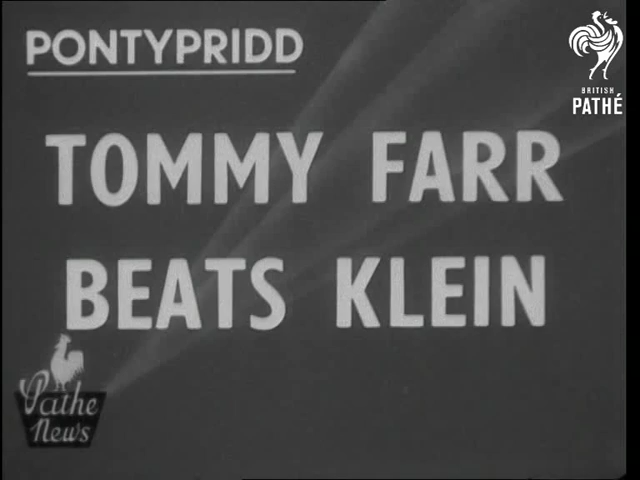 PONTYPRIDD
BRITISH
PATHÉ
TOMMY FARR
BEATS KLEIN
Pathe
News